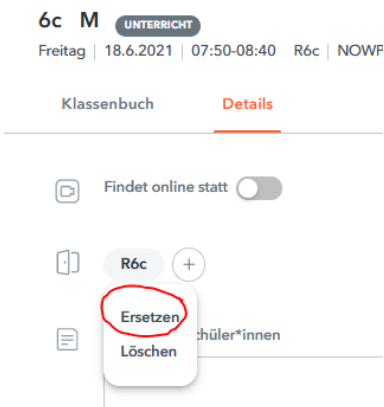 6c M UNTERRICHT
Freitag | 18.6.2021 | 07:50-08:40 R6c | NOWP
Klassenbuch Details
Findet online statt
R6c +
Ersetzen
chüler*innen
Löschen